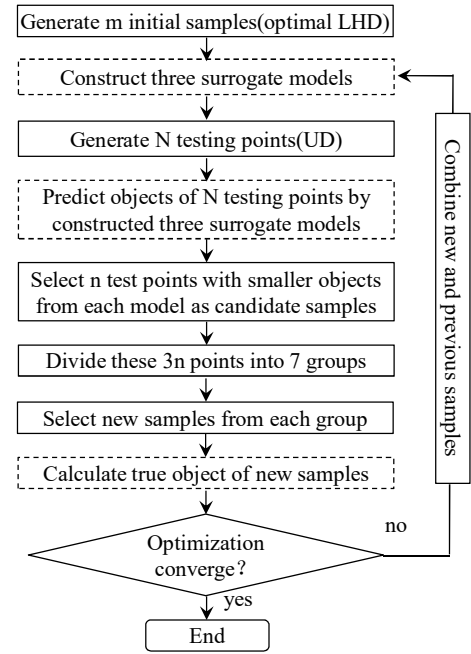 Generate m initial samples(optimal LHD)
Construct three surrogate models
Generate N testing points(UD)
Predict objects of N testing points by
constructed three surrogate models
Select n test points with smaller objects
from each model as candidate samples
Divide these 3n points into 7 groups
Select new samples from each group
Calculate true object of new samples
Optimization
converge?
no
yes
End
Combine new and previous samples